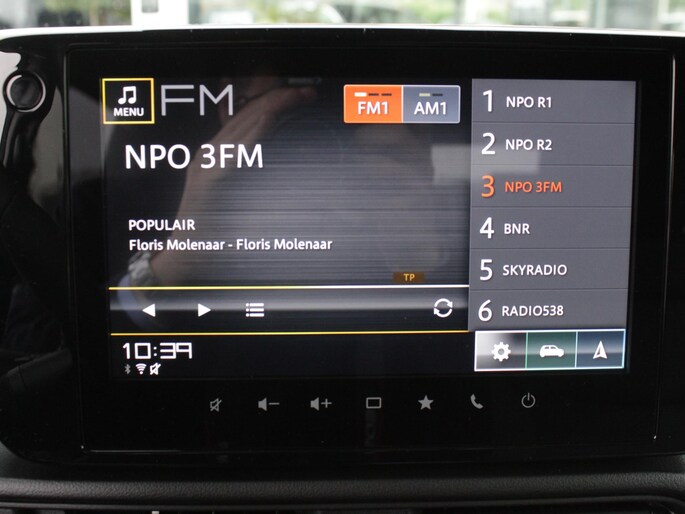 MENU
FM
FM1
AM1
NPO 3FM
POPULAIR
Floris Molenaar - Floris Molenaar
TP
1 NPO R1
2 NPO R2
3 NPO 3FM
4 BNR
5 SKYRADIO
6 RADIO538
10:39